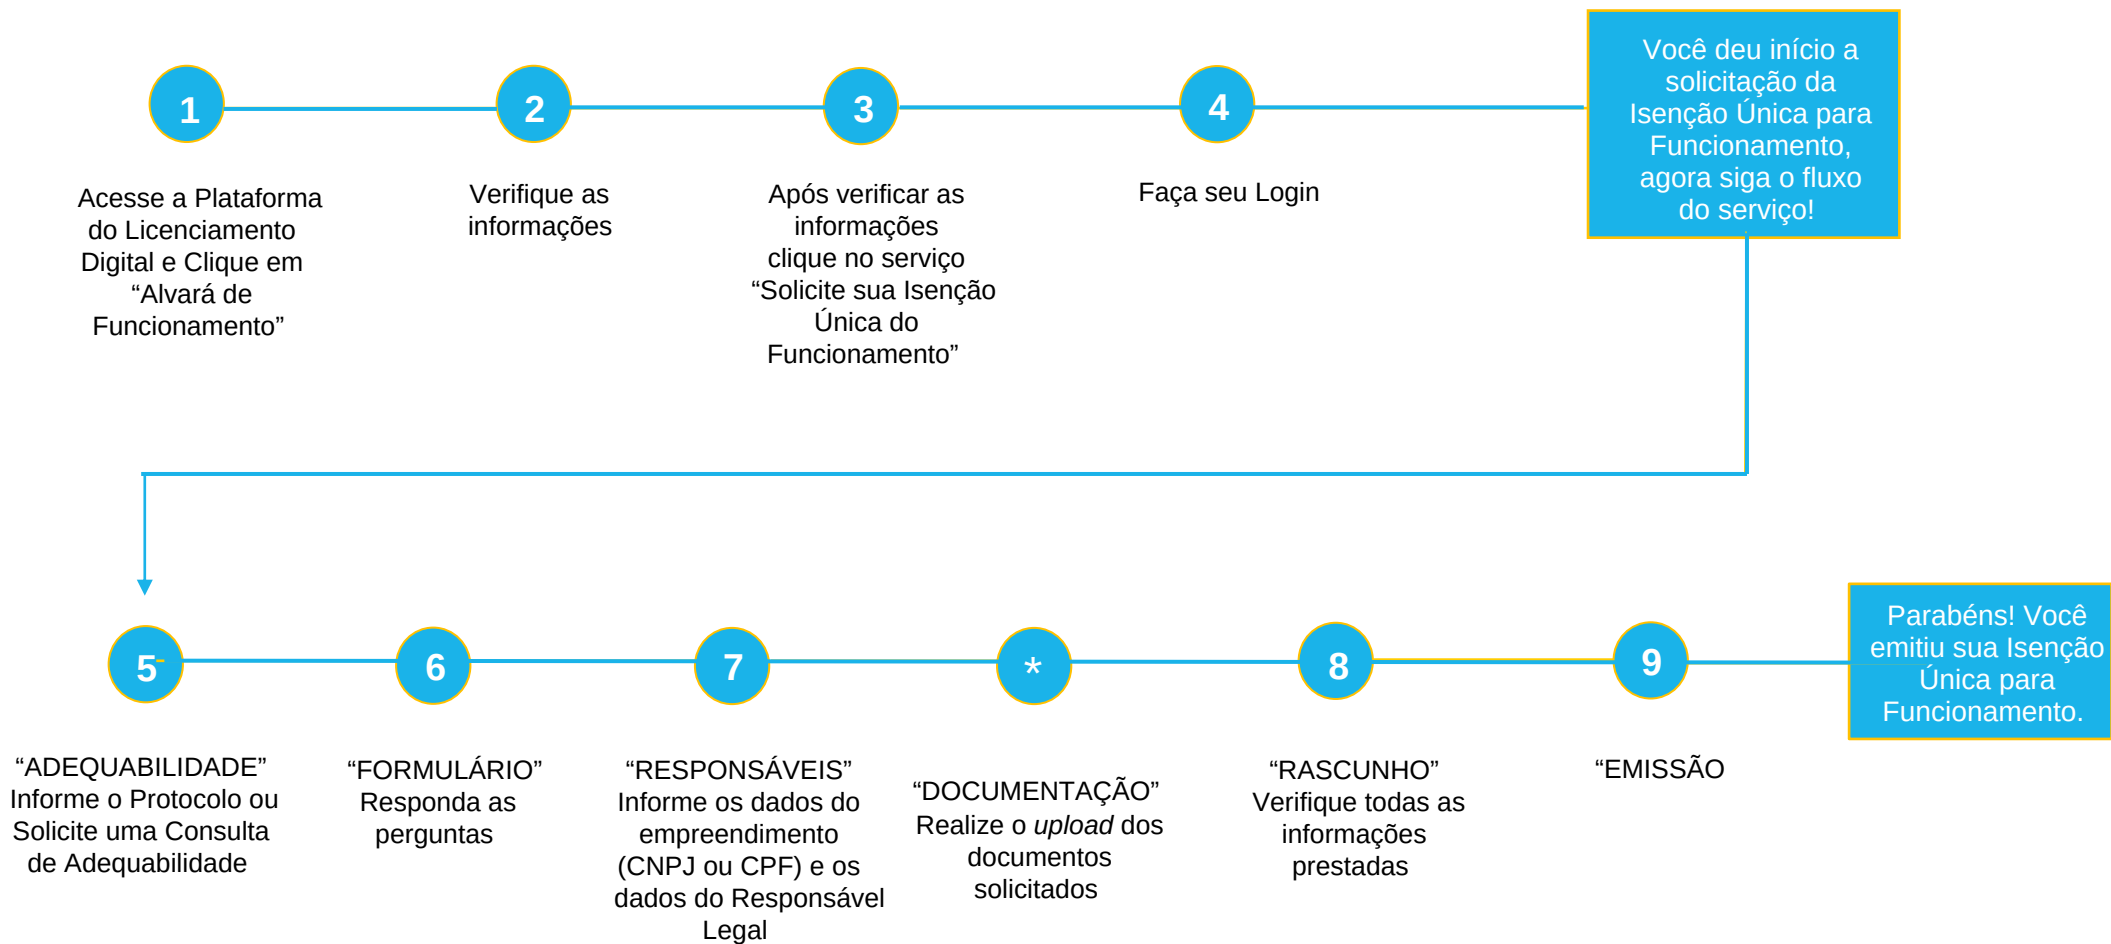 1
2
3
4
Acesse a Plataforma
do Licenciamento
Digital e Clique em
“Alvará de
Funcionamento”
Verifique as
informações
Após verificar as
informações
clique no serviço
“Solicite sua Isenção
Única do
Funcionamento”
Faça seu Login
Você deu início a
solicitação da
Isenção Única para
Funcionamento,
agora siga o fluxo
do serviço!
5
6
7
*
8
9
“ADEQUABILIDADE”
Informe o Protocolo ou
Solicite uma Consulta
de Adequabilidade
“FORMULÁRIO”
Responda as
perguntas
“RESPONSÁVEIS”
Informe os dados do
empreendimento
(CNPJ ou CPF) e os
dados do Responsável
Legal
“DOCUMENTAÇÃO”
Realize o upload dos
documentos
solicitados
“RASCUNHO”
Verifique todas as
informações
prestadas
“EMISSÃO
Parabéns! Você
emitiu sua Isenção
Única para
Funcionamento.